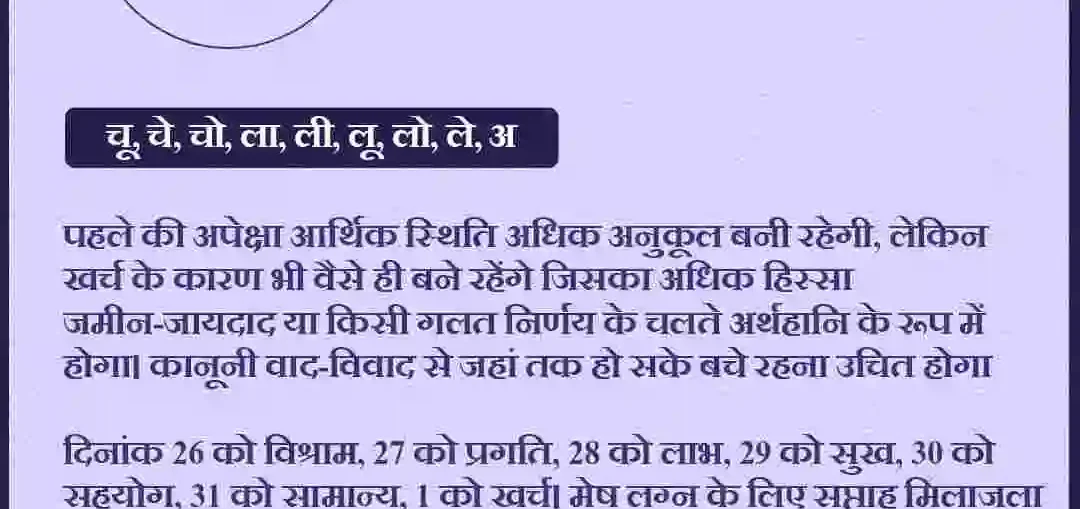 चू, चे, चो, ला, ली, लू, लो, ले, अ
पहले की अपेक्षा आर्थिक स्थिति अधिक अनुकूल बनी रहेगी, लेकिन
खर्च के कारण भी वैसे ही बने रहेंगे जिसका अधिक हिस्सा
जमीन-जायदाद या किसी गलत निर्णय के चलते अर्थहानि के रूप में
होगा। कानूनी वाद-विवाद से जहां तक हो सके बचे रहना उचित होगा
दिनांक 26 को विश्राम, 27 को प्रगति, 28 को लाभ, 29 को सुख, 30 को
सहयोग, 31 को सामान्य, 1 को खर्च। मेष लग्न के लिए सप्ताह मिलाजुला